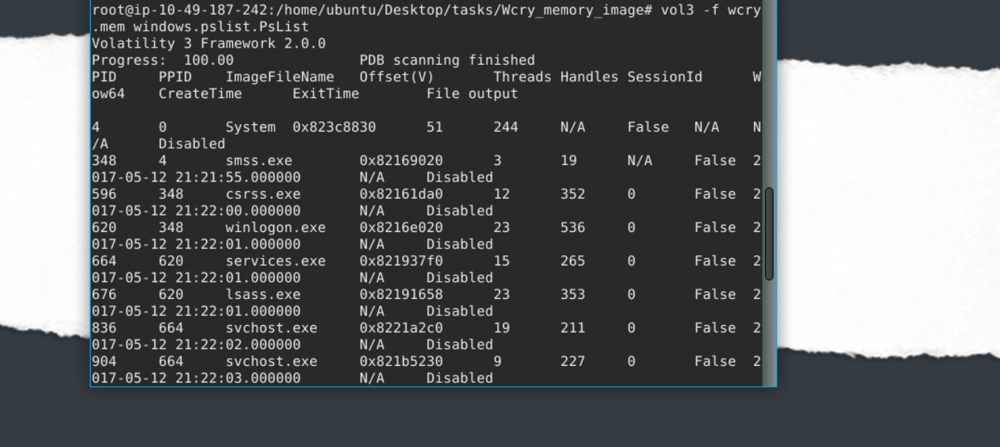 root@ip-10-49-187-242:/home/ubuntu/Desktop/tasks/Wcry_memory_image# vol3 -f wcry
.mem windows.pslist.PsList
Volatility 3 Framework 2.0.0
Progress:  100.00               PDB scanning finished
PID     PPID    ImageFileName   Offset(V)       Threads Handles SessionId      W
ow64    CreateTime      ExitTime        File output
4       0       System  0x823c8830      51      244     N/A     False   N/A    N
/A      Disabled
348     4       smss.exe        0x82169020      3       19      N/A     False  2
017-05-12 21:21:55.000000       N/A     Disabled
596     348     csrss.exe       0x82161da0      12      352     0       False  2
017-05-12 21:22:00.000000       N/A     Disabled
620     348     winlogon.exe    0x8216e020      23      536     0       False  2
017-05-12 21:22:01.000000       N/A     Disabled
664     620     services.exe    0x821937f0      15      265     0       False  2
017-05-12 21:22:01.000000       N/A     Disabled
676     620     lsass.exe       0x82191658      23      353     0       False  2
017-05-12 21:22:01.000000       N/A     Disabled
836     664     svchost.exe     0x8221a2c0      19      211     0       False  2
017-05-12 21:22:02.000000       N/A     Disabled
904     664     svchost.exe     0x821b5230      9       227     0       False  2
017-05-12 21:22:03.000000       N/A     Disabled